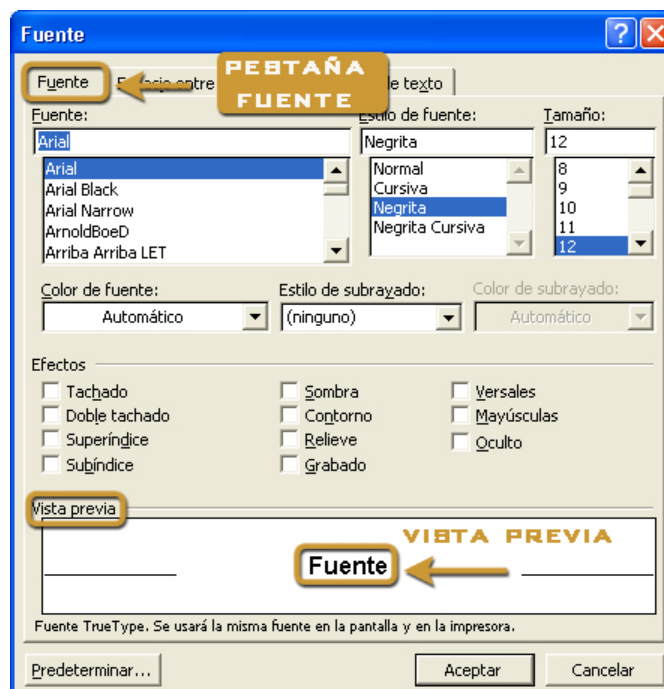 Fuente
PESTAÑA
FUENTE
Fuente entre de texto
Fuente: Estilo de fuente: Tamaño:
Arial Negrita 12
Arial Normal 8
Arial Black Cursiva 9
Arial Narrow Negrita 10
ArnoldBoeD Negrita Cursiva 11
Arriba Arriba LET 12
Color de fuente: Estilo de subrayado: Color de subrayado:
Automático (ninguno) Automático
Efectos
Tachado Sombra Versales
Doble tachado Contorno Mayúsculas
Superíndice Relieve Oculto
Subíndice Grabado
Vista previa
VISTA PREVIA
Fuente
Fuente TrueType. Se usará la misma fuente en la pantalla y en la impresora.
Predeterminar... Aceptar Cancelar